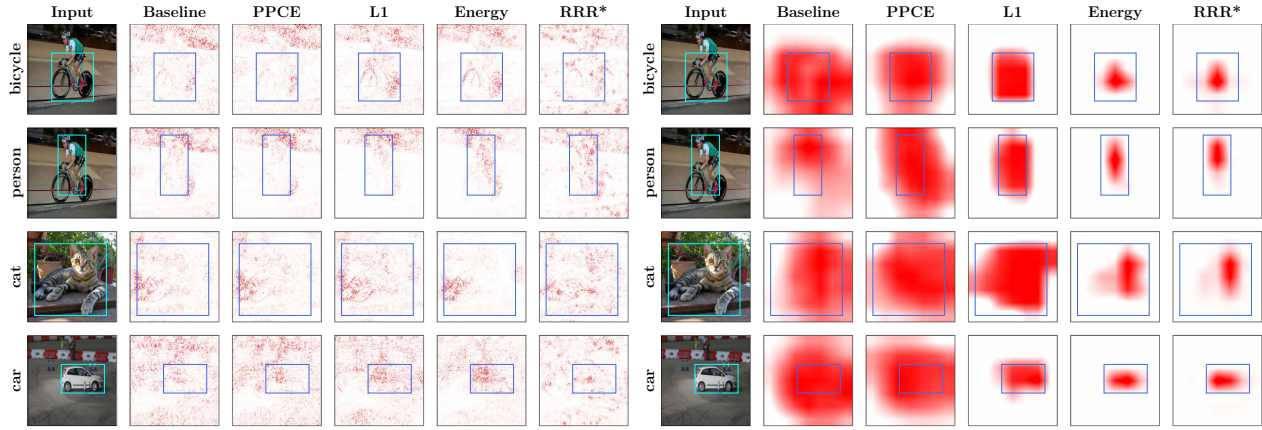 Input Baseline PPCE L1 Energy RRR* Input Baseline PPCE L1 Energy RRR*
bicycle bicycle
person person
cat cat
car car